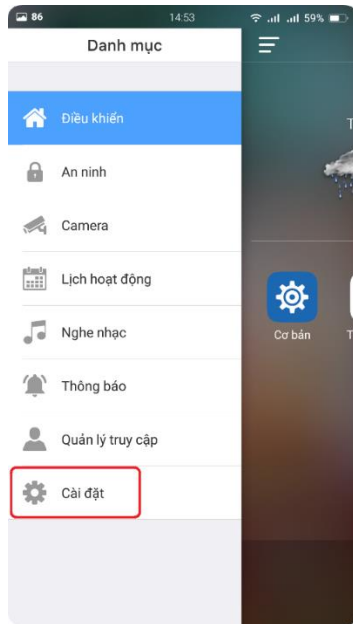 86 14:53 59%
Danh mục
Điều khiển
An ninh
Camera
Lịch hoạt động
Nghe nhạc
Thông báo
Quản lý truy cập
Cài đặt
Cơ bản